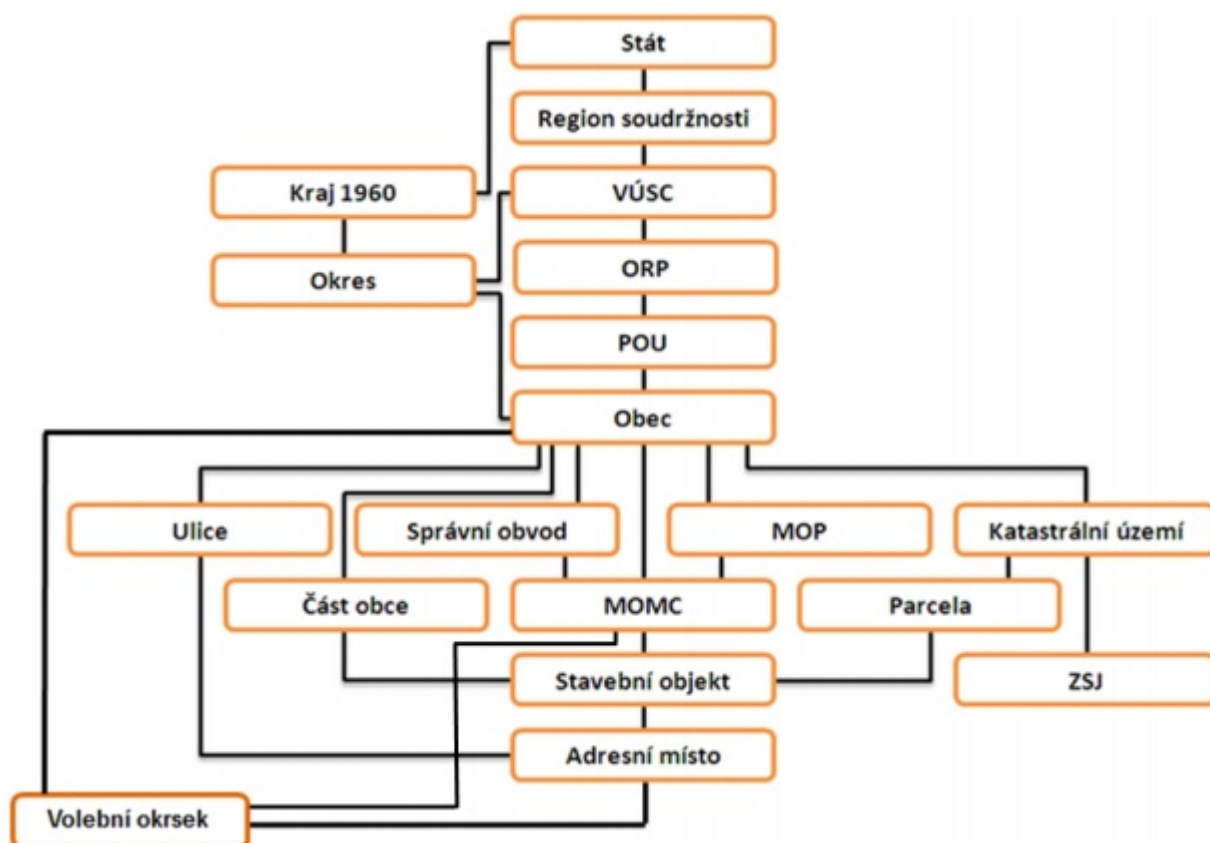 Stát
Region soudržnosti
Kraj 1960
VÚSC
Okres
ORP
POU
Obec
Ulice
Správní obvod
MOP
Katastrální území
Část obce
MOMC
Parcela
Stavební objekt
ZSJ
Adresní místo
Volební okrsek